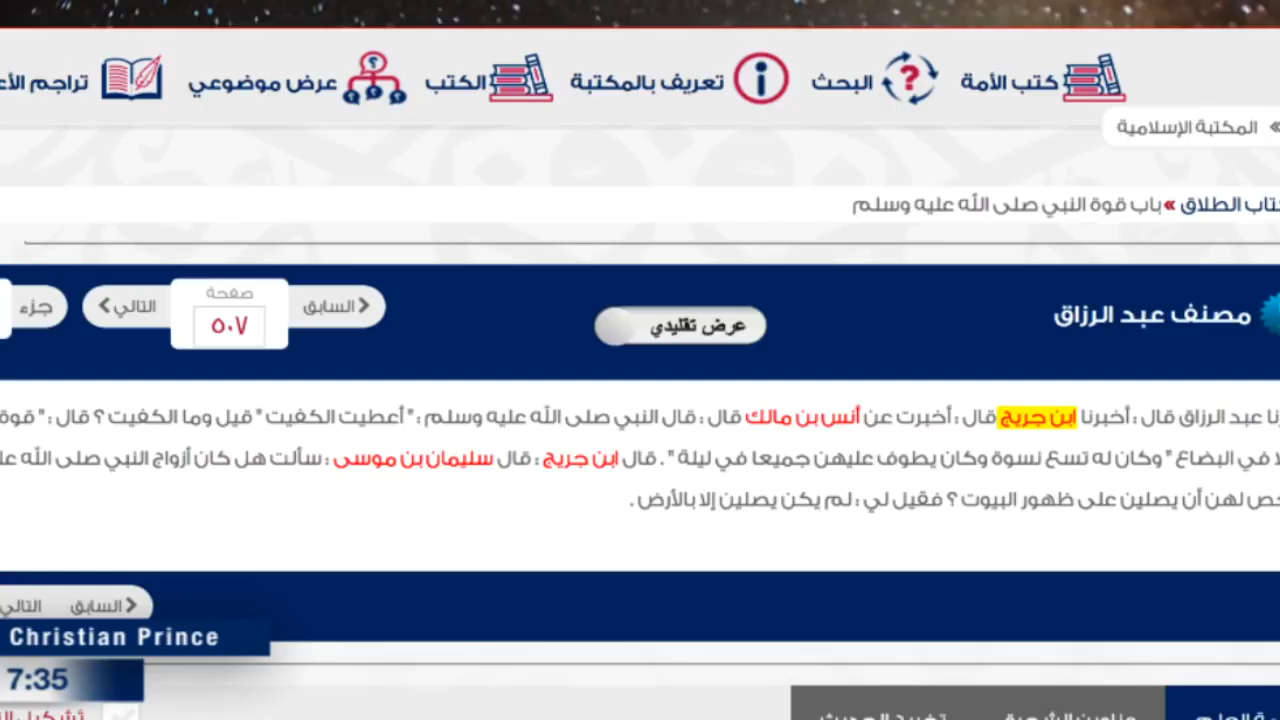 كتب الأمة البحث تعريف بالمكتبة الكتب عرض موضوعي تراجم
» المكتبة الإسلامية
الطلاق » باب قوة النبي صلى الله عليه وسلم
مصنف عبد الرزاق
عرض تقليدي
السابق
صفحة
٥٠٧
التالي
جزء
عبد الرزاق قال : أخبرنا ابن جريج قال : أخبرت عن أنس بن مالك قال : قال النبي صلى الله عليه وسلم : " أعطيت الكفيت " قيل وما الكفيت ؟ قال : " قوة
في البضاع " وكان له تسع نسوة وكان يطوف عليهن جميعا في ليلة " . قال ابن جريج : قال سليمان بن موسى : سألت هل كان أزواج النبي صلى الله
لهن أن يصلين على ظهور البيوت ؟ فقيل لي : لم يكن يصلين إلا بالأرض .
السابق التالي
Christian Prince
7:35